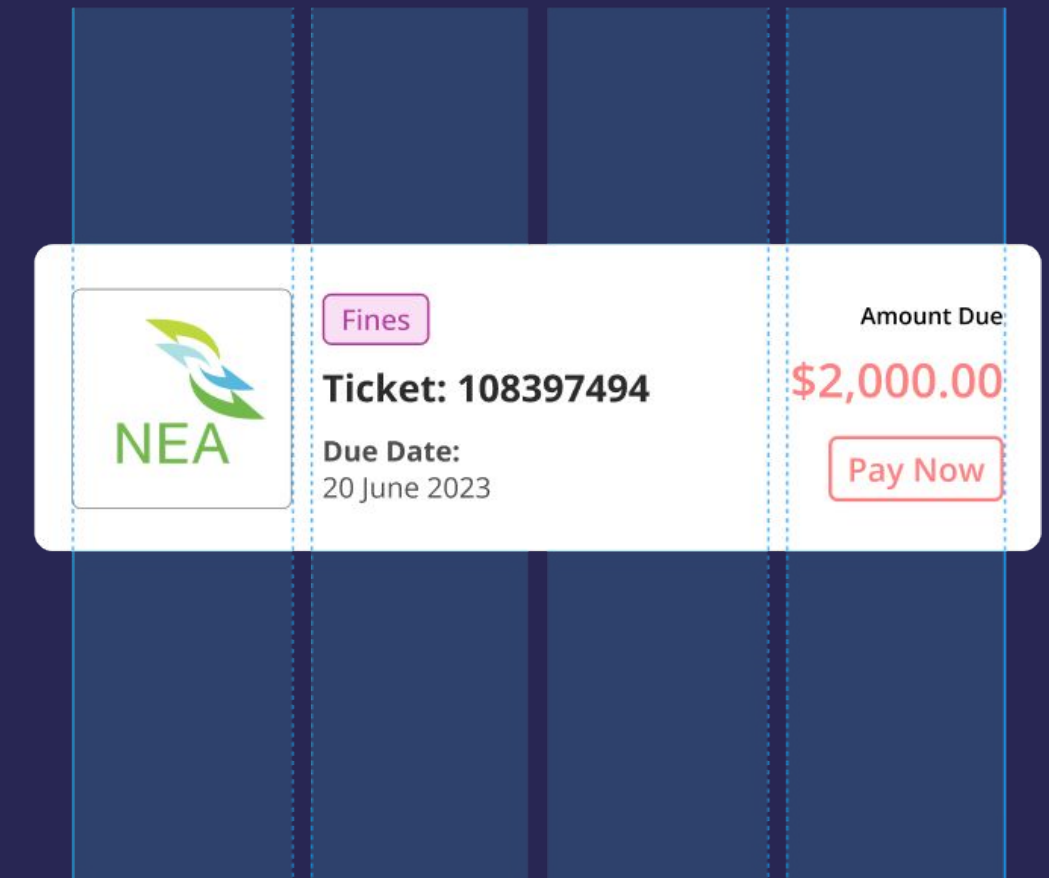 NEA
Fines
Ticket: 108397494
Due Date:
20 June 2023
Amount Due
$2,000.00
Pay Now